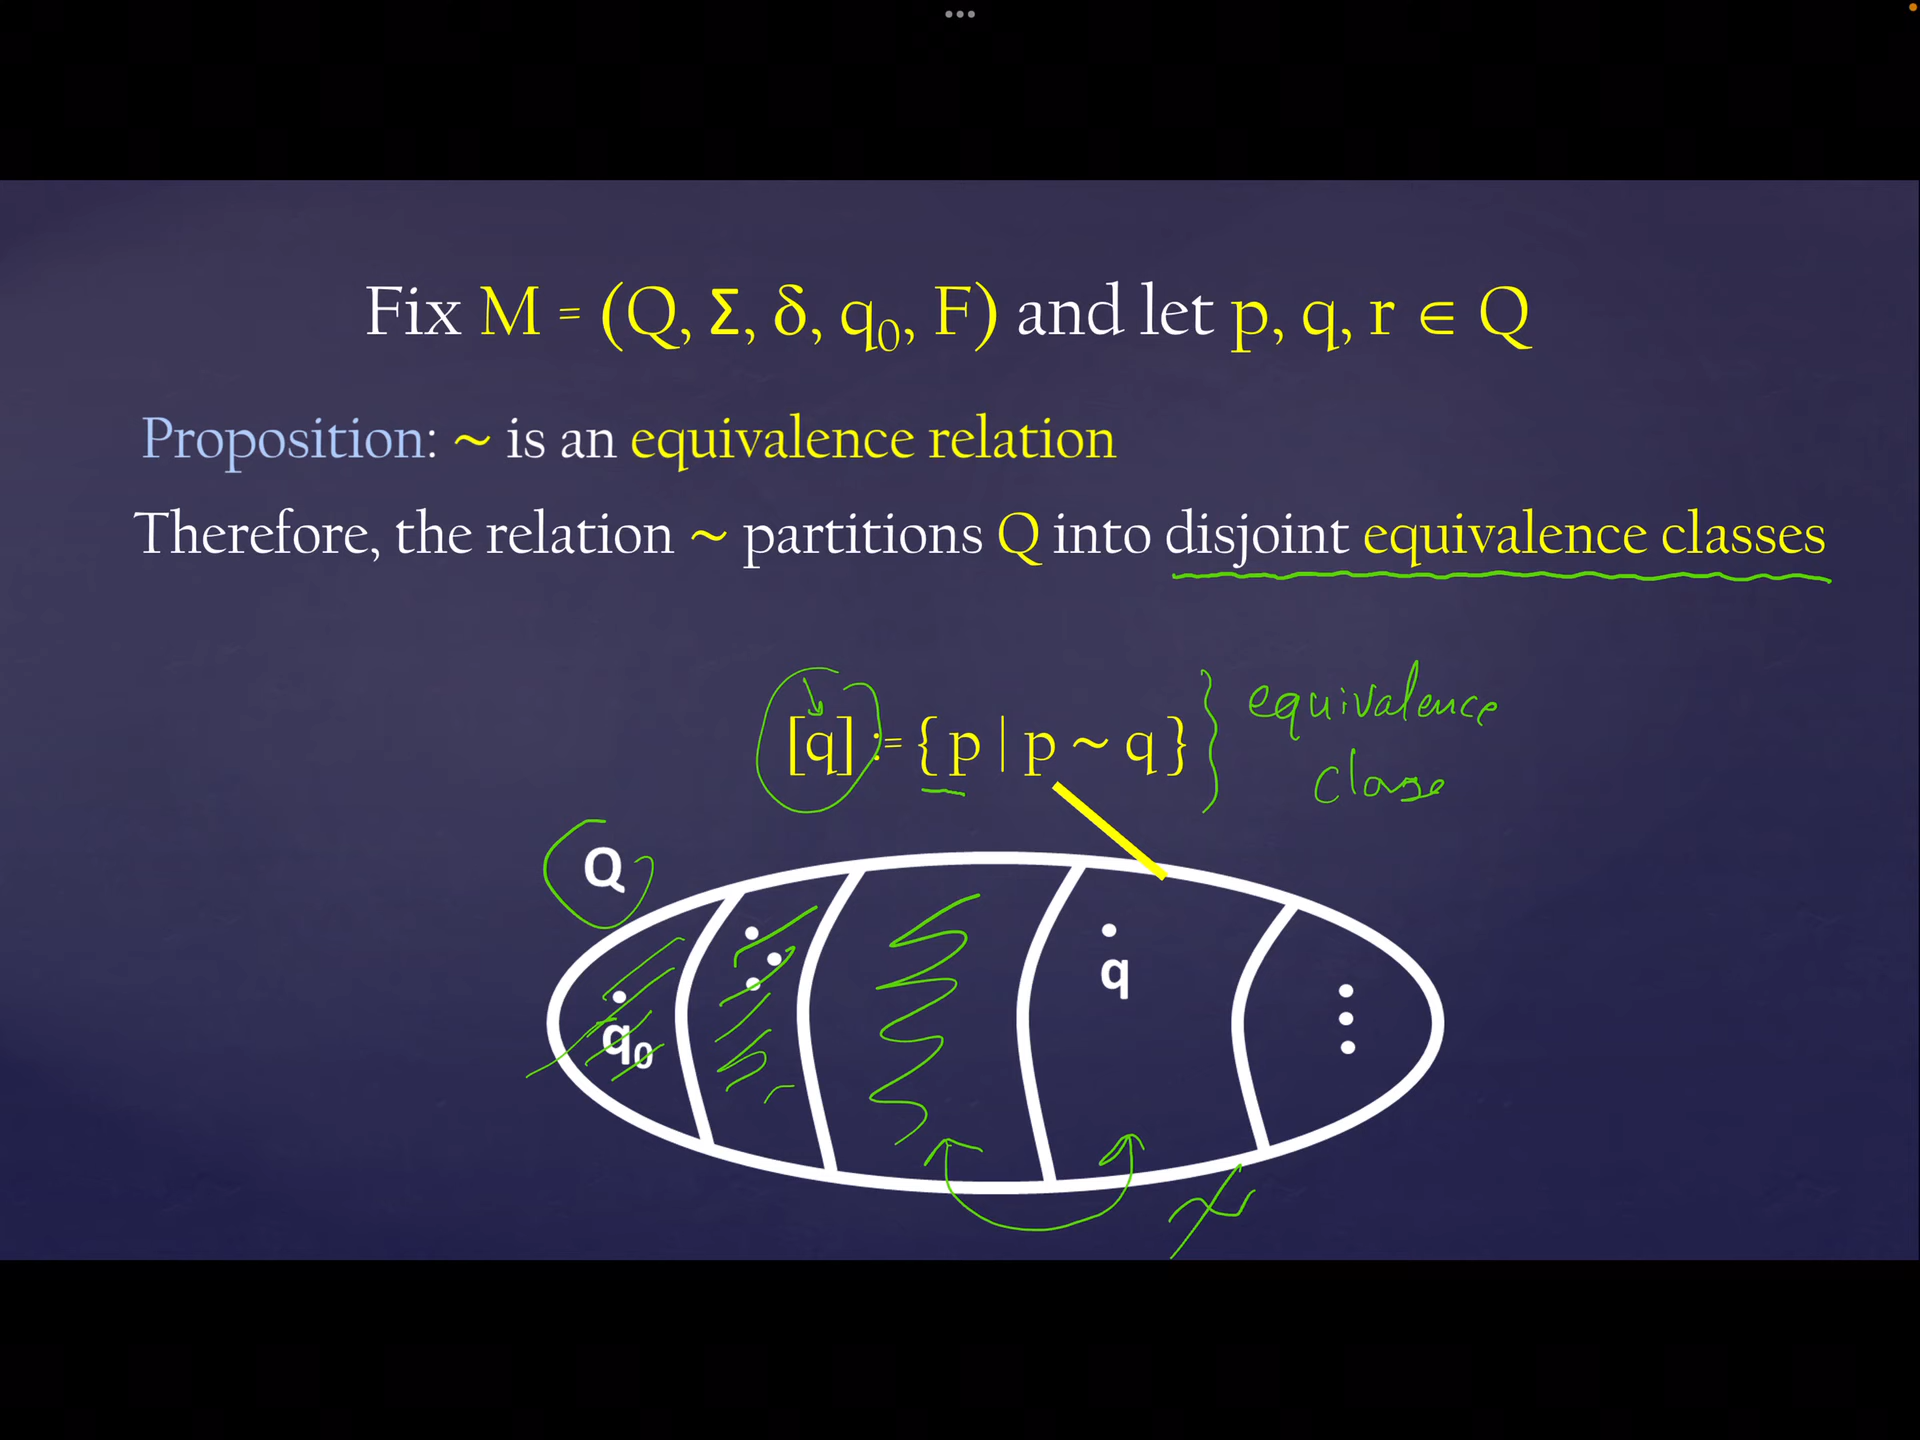 Fix M = (Q, Σ, δ, q₀, F) and let p, q, r ∈ Q
Proposition: ~ is an equivalence relation
Therefore, the relation ~ partitions Q into disjoint equivalence classes
[q] := { p | p ~ q } } equivalence
class
Q
q
q₀
≁